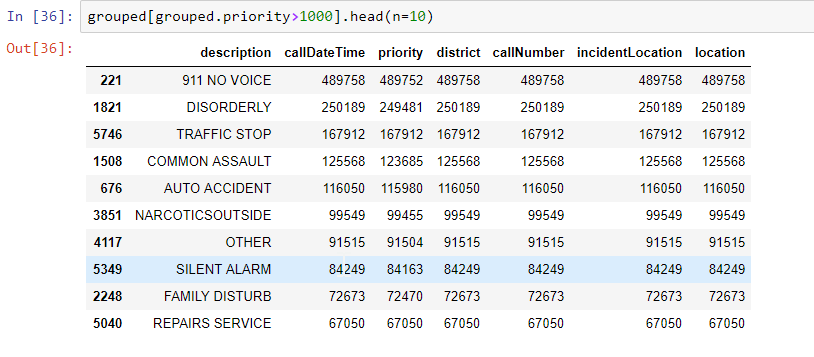 In [36]: grouped[grouped.priority>1000].head(n=10)
Out[36]:
description callDateTime priority district callNumber incidentLocation location
221 911 NO VOICE 489758 489752 489758 489758 489758 489758
1821 DISORDERLY 250189 249481 250189 250189 250189 250189
5746 TRAFFIC STOP 167912 167912 167912 167912 167912 167912
1508 COMMON ASSAULT 125568 123685 125568 125568 125568 125568
676 AUTO ACCIDENT 116050 115980 116050 116050 116050 116050
3851 NARCOTICSOUTSIDE 99549 99455 99549 99549 99549 99549
4117 OTHER 91515 91504 91515 91515 91515 91515
5349 SILENT ALARM 84249 84163 84249 84249 84249 84249
2248 FAMILY DISTURB 72673 72470 72673 72673 72673 72673
5040 REPAIRS SERVICE 67050 67050 67050 67050 67050 67050